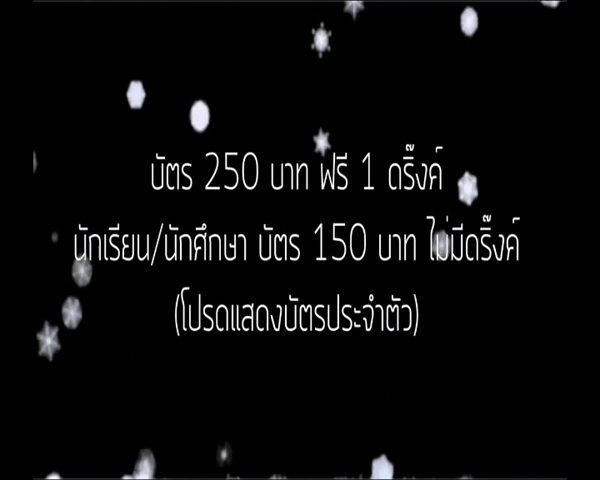 บัตร 250 บาท ฟรี 1 ดริ๊งค์
นักเรียน/นักศึกษา บัตร 150 บาท ไม่มีดริ๊งค์
(โปรดแสดงบัตรประจำตัว)